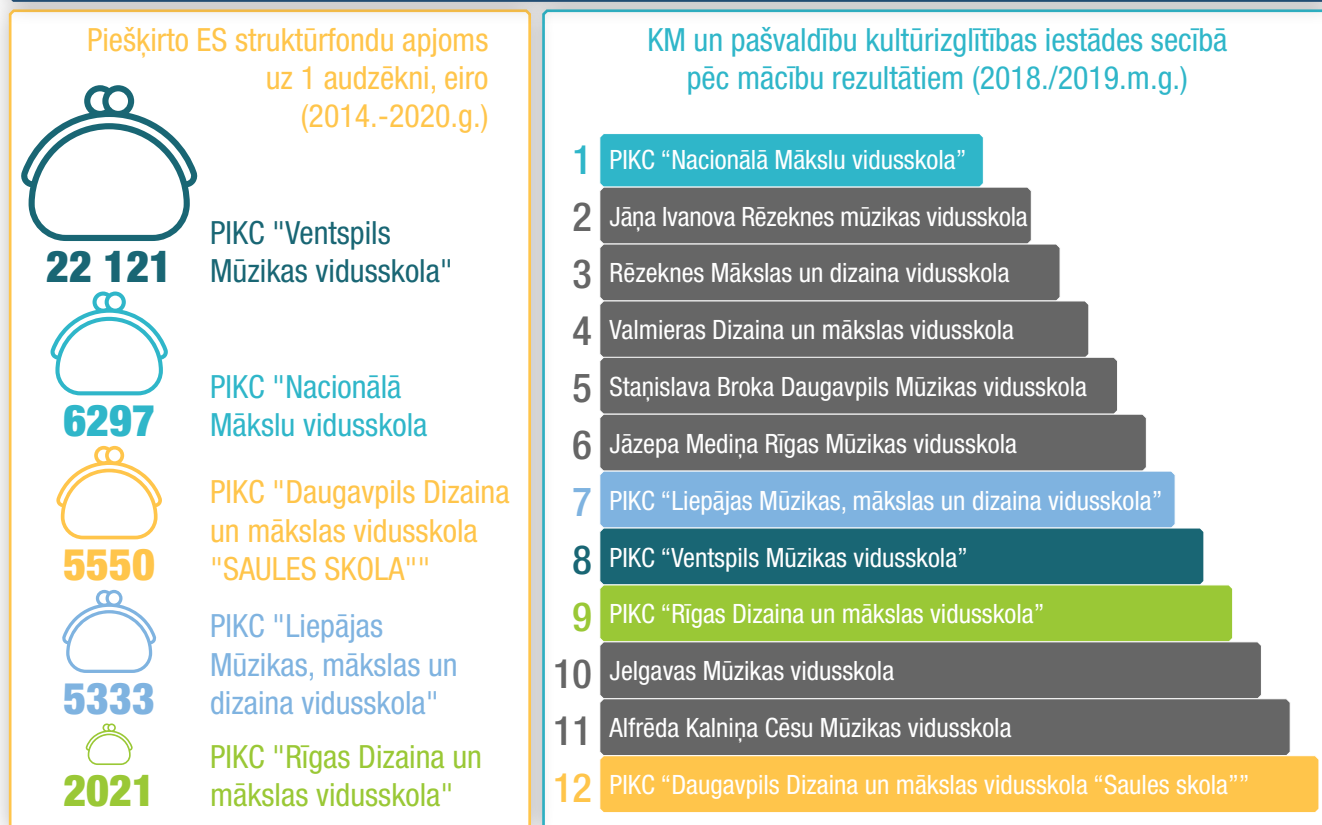 Piešķirto ES struktūrfondu apjoms
uz 1 audzēkni, eiro
(2014.-2020.g.)
22 121
PIKC "Ventspils
Mūzikas vidusskola"
6297
PIKC "Nacionālā
Mākslu vidusskola
5550
PIKC "Daugavpils Dizaina
un mākslas vidusskola
"SAULES SKOLA""
5333
PIKC "Liepājas
Mūzikas, mākslas un
dizaina vidusskola"
2021
PIKC "Rīgas Dizaina un
mākslas vidusskola"
KM un pašvaldību kultūrizglītības iestādes secībā
pēc mācību rezultātiem (2018./2019.m.g.)
1 PIKC “Nacionālā Mākslu vidusskola”
2 Jāņa Ivanova Rēzeknes mūzikas vidusskola
3 Rēzeknes Mākslas un dizaina vidusskola
4 Valmieras Dizaina un mākslas vidusskola
5 Staņislava Broka Daugavpils Mūzikas vidusskola
6 Jāzepa Mediņa Rīgas Mūzikas vidusskola
7 PIKC “Liepājas Mūzikas, mākslas un dizaina vidusskola”
8 PIKC “Ventspils Mūzikas vidusskola”
9 PIKC “Rīgas Dizaina un mākslas vidusskola”
10 Jelgavas Mūzikas vidusskola
11 Alfrēda Kalniņa Cēsu Mūzikas vidusskola
12 PIKC “Daugavpils Dizaina un mākslas vidusskola “Saules skola””